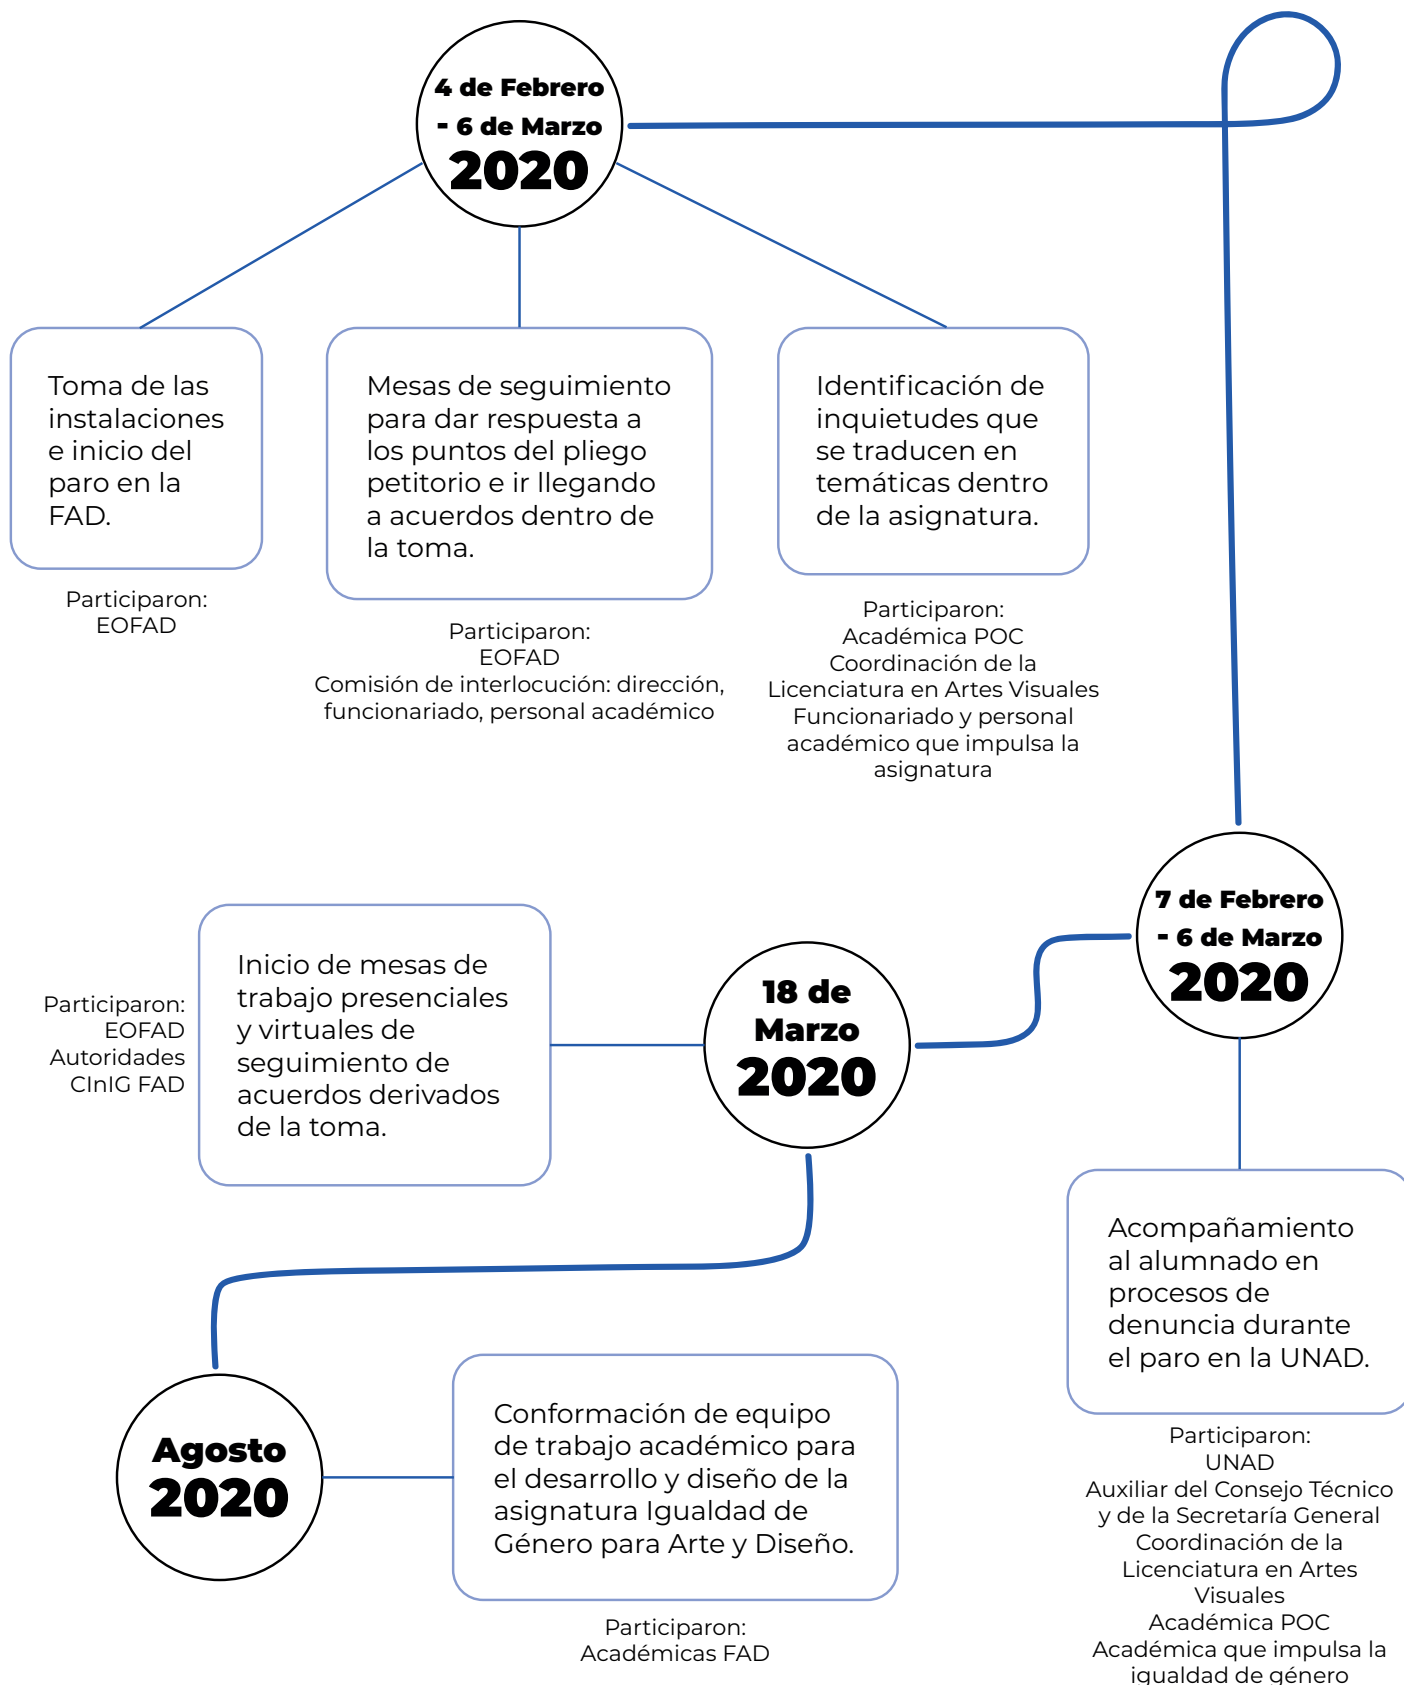 4 de Febrero
- 6 de Marzo
2020
Toma de las
instalaciones
e inicio del
paro en la
FAD.
Participaron:
EOFAD
Mesas de seguimiento
para dar respuesta a
los puntos del pliego
petitorio e ir llegando
a acuerdos dentro de
la toma.
Participaron:
EOFAD
Comisión de interlocución: dirección,
funcionariado, personal académico
Identificación de
inquietudes que
se traducen en
temáticas dentro
de la asignatura.
Participaron:
Académica POC
Coordinación de la
Licenciatura en Artes Visuales
Funcionariado y personal
académico que impulsa la
asignatura
7 de Febrero
- 6 de Marzo
2020
Acompañamiento
al alumnado en
procesos de
denuncia durante
el paro en la UNAD.
Participaron:
UNAD
Auxiliar del Consejo Técnico
y de la Secretaría General
Coordinación de la
Licenciatura en Artes
Visuales
Académica POC
Académica que impulsa la
igualdad de género
18 de
Marzo
2020
Inicio de mesas de
trabajo presenciales
y virtuales de
seguimiento de
acuerdos derivados
de la toma.
Participaron:
EOFAD
Autoridades
CInIG FAD
Agosto
2020
Conformación de equipo
de trabajo académico para
el desarrollo y diseño de la
asignatura Igualdad de
Género para Arte y Diseño.
Participaron:
Académicas FAD